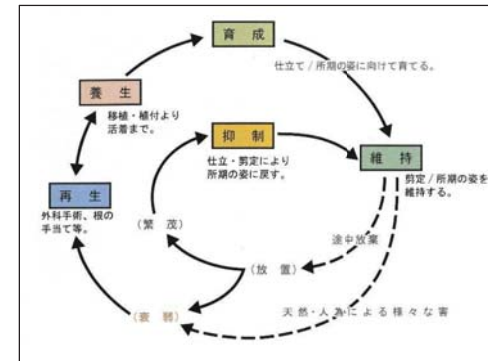 育 成
仕立て/所期の姿に向けて育てる。
養 生
移植・植付より
活着まで。
抑 制
仕立・剪定により
所期の姿に戻す。
維 持
剪定/所期の姿を
維持する。
再 生
外科手術、根の
手当て等。
(繁 茂)
途中放棄
(放 置)
(衰 弱)
天然・人為による様々な害